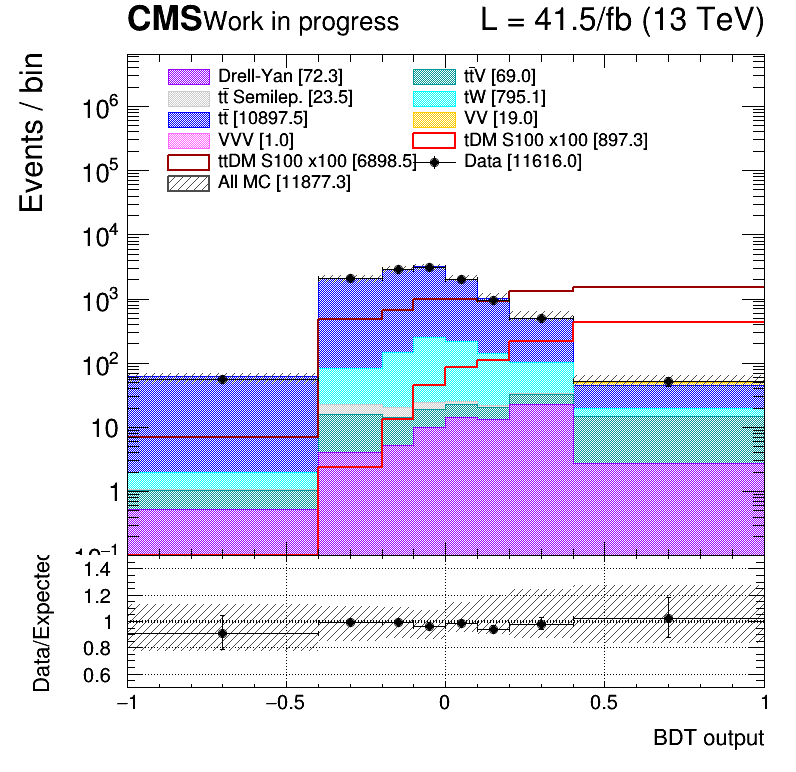 CMS Work in progress L = 41.5/fb (13 TeV)
Events / bin
Drell-Yan [72.3] tt̄V [69.0]
tt̄ Semilep. [23.5] tW [795.1]
tt̄ [10897.5] VV [19.0]
VVV [1.0] tDM S100 x100 [897.3]
ttDM S100 x100 [6898.5] Data [11616.0]
All MC [11877.3]
10⁶
10⁵
10⁴
10³
10²
10
1
10⁻¹
Data/Expected
1.4
1.2
1
0.8
0.6
−1 −0.5 0 0.5 1
BDT output